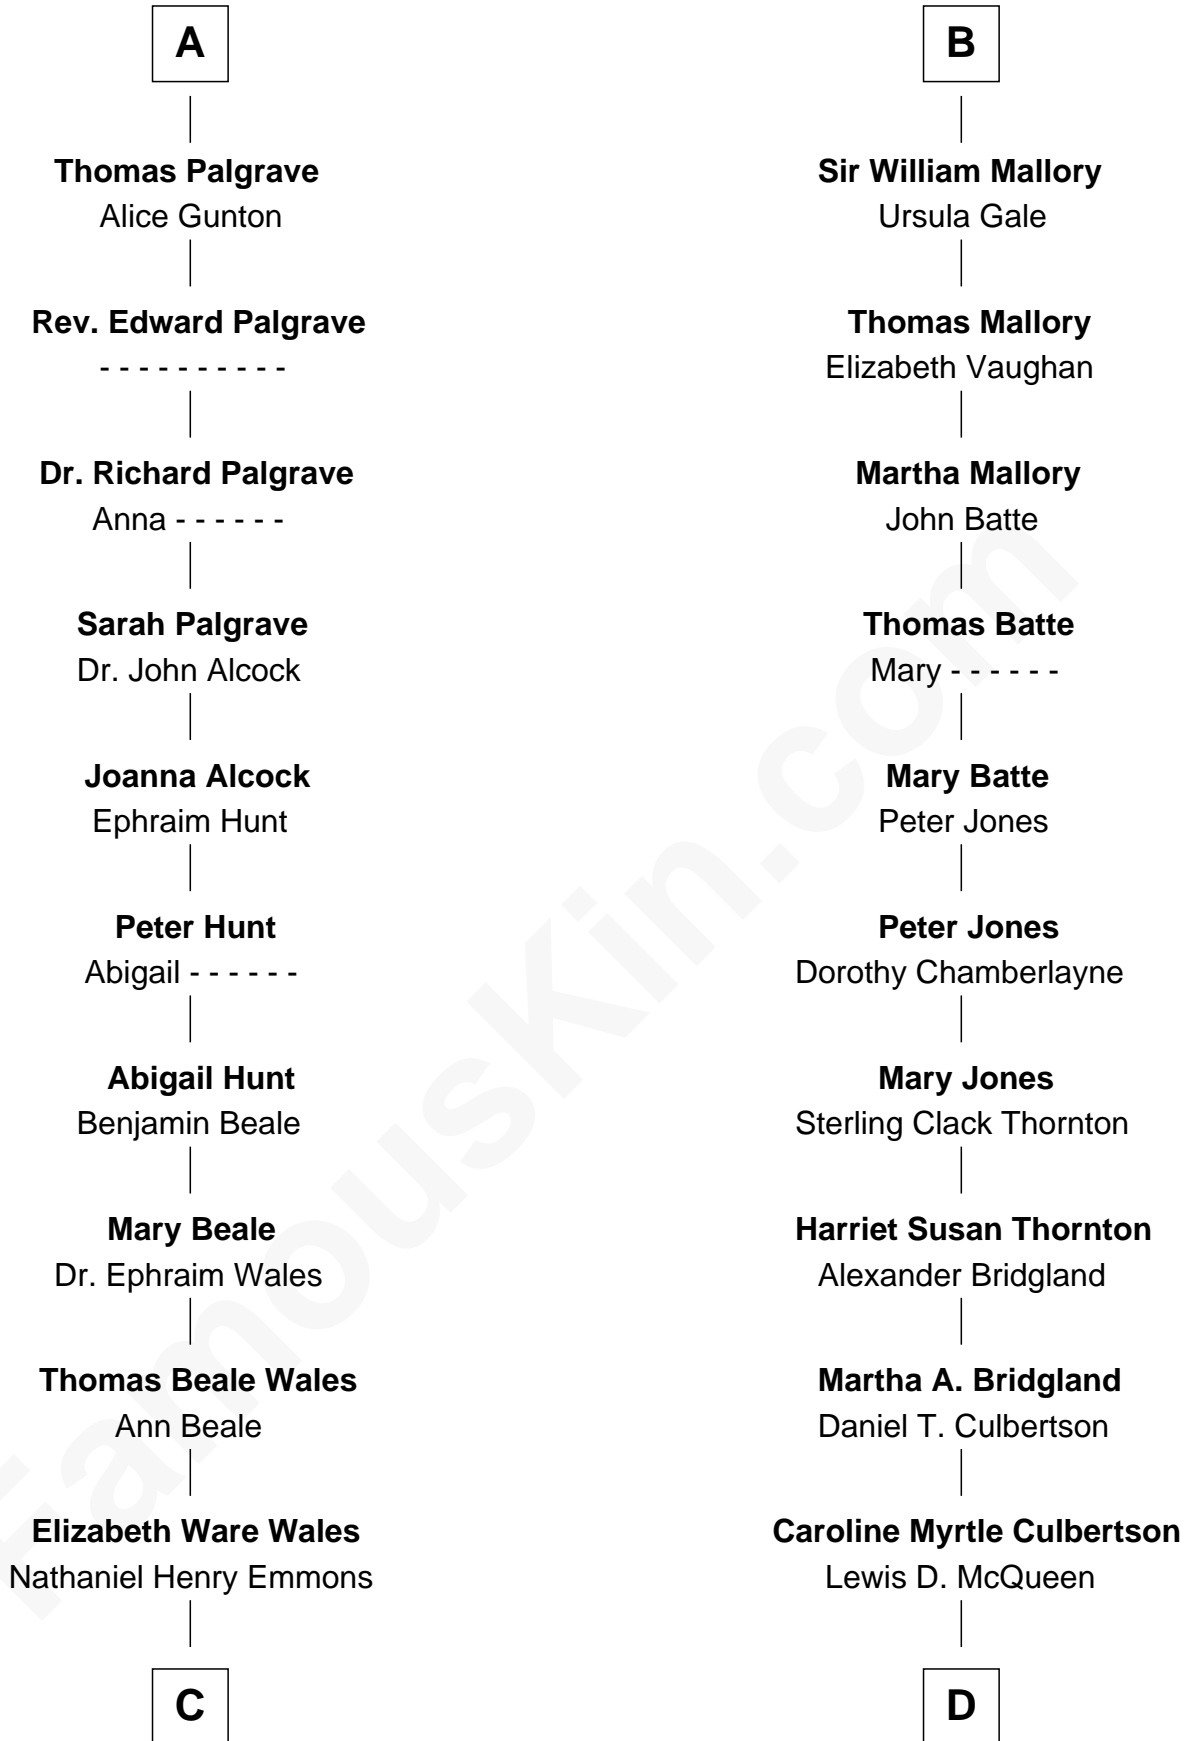 A
Thomas Palgrave
Alice Gunton
Rev. Edward Palgrave
- - - - - - - - - -
Dr. Richard Palgrave
Anna - - - - - -
Sarah Palgrave
Dr. John Alcock
Joanna Alcock
Ephraim Hunt
Peter Hunt
Abigail - - - - - -
Abigail Hunt
Benjamin Beale
Mary Beale
Dr. Ephraim Wales
Thomas Beale Wales
Ann Beale
Elizabeth Ware Wales
Nathaniel Henry Emmons
C
B
Sir William Mallory
Ursula Gale
Thomas Mallory
Elizabeth Vaughan
Martha Mallory
John Batte
Thomas Batte
Mary - - - - - -
Mary Batte
Peter Jones
Peter Jones
Dorothy Chamberlayne
Mary Jones
Sterling Clack Thornton
Harriet Susan Thornton
Alexander Bridgland
Martha A. Bridgland
Daniel T. Culbertson
Caroline Myrtle Culbertson
Lewis D. McQueen
D
FamousKin.com